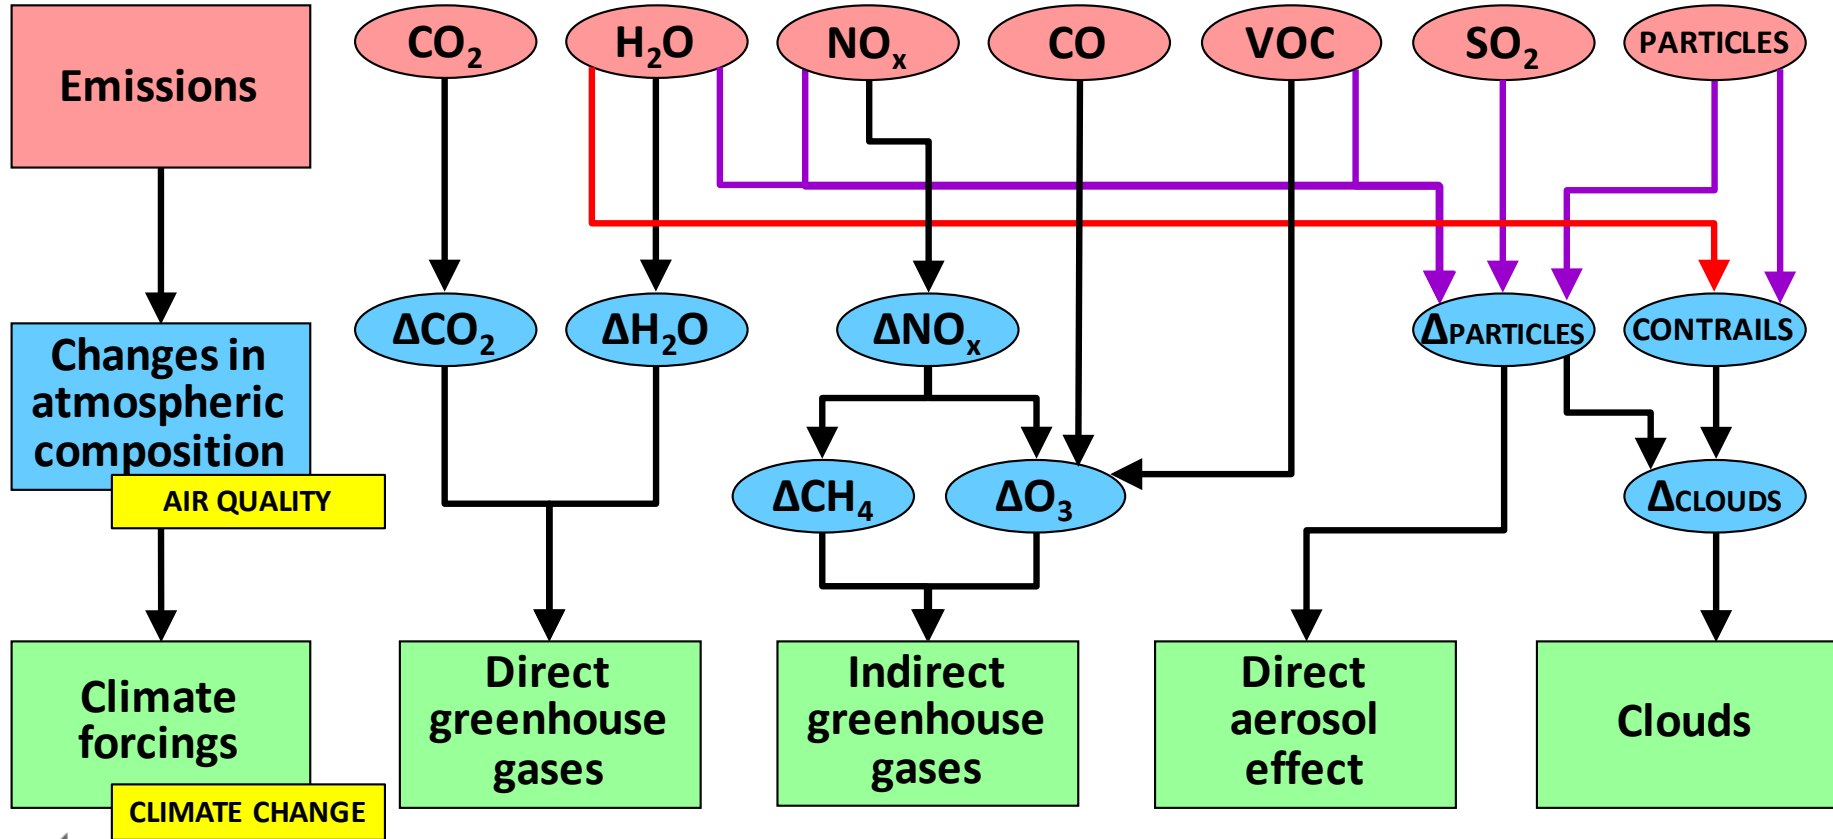 Emissions
CO₂
H₂O
NOₓ
CO
VOC
SO₂
PARTICLES
Changes in
atmospheric
composition
AIR QUALITY
ΔCO₂
ΔH₂O
ΔNOₓ
ΔPARTICLES
CONTRAILS
ΔCH₄
ΔO₃
ΔCLOUDS
Climate
forcings
CLIMATE CHANGE
Direct
greenhouse
gases
Indirect
greenhouse
gases
Direct
aerosol
effect
Clouds